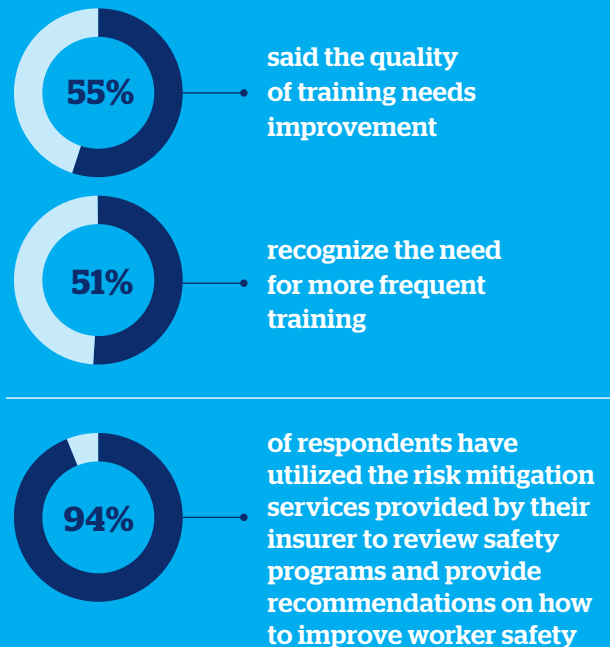 55%
said the quality
of training needs
improvement
51%
recognize the need
for more frequent
training
94%
of respondents have
utilized the risk mitigation
services provided by their
insurer to review safety
programs and provide
recommendations on how
to improve worker safety